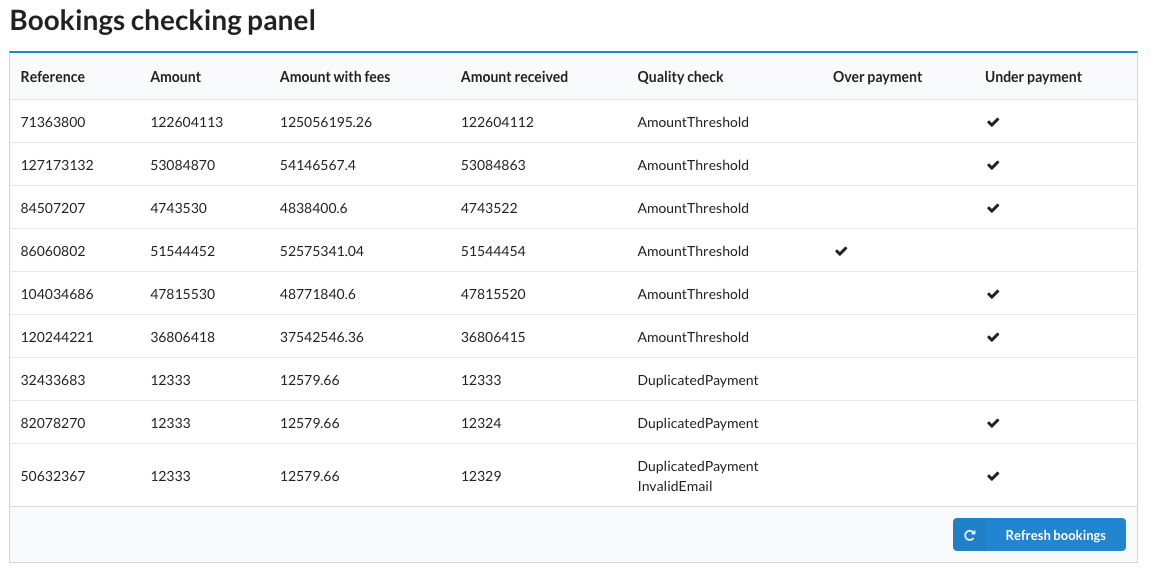 Bookings checking panel
Reference Amount Amount with fees Amount received Quality check Over payment Under payment
71363800 122604113 125056195.26 122604112 AmountThreshold ✔
127173132 53084870 54146567.4 53084863 AmountThreshold ✔
84507207 4743530 4838400.6 4743522 AmountThreshold ✔
86060802 51544452 52575341.04 51544454 AmountThreshold ✔
104034686 47815530 48771840.6 47815520 AmountThreshold ✔
120244221 36806418 37542546.36 36806415 AmountThreshold ✔
32433683 12333 12579.66 12333 DuplicatedPayment
82078270 12333 12579.66 12324 DuplicatedPayment ✔
50632367 12333 12579.66 12329 DuplicatedPayment ✔
InvalidEmail
Refresh bookings